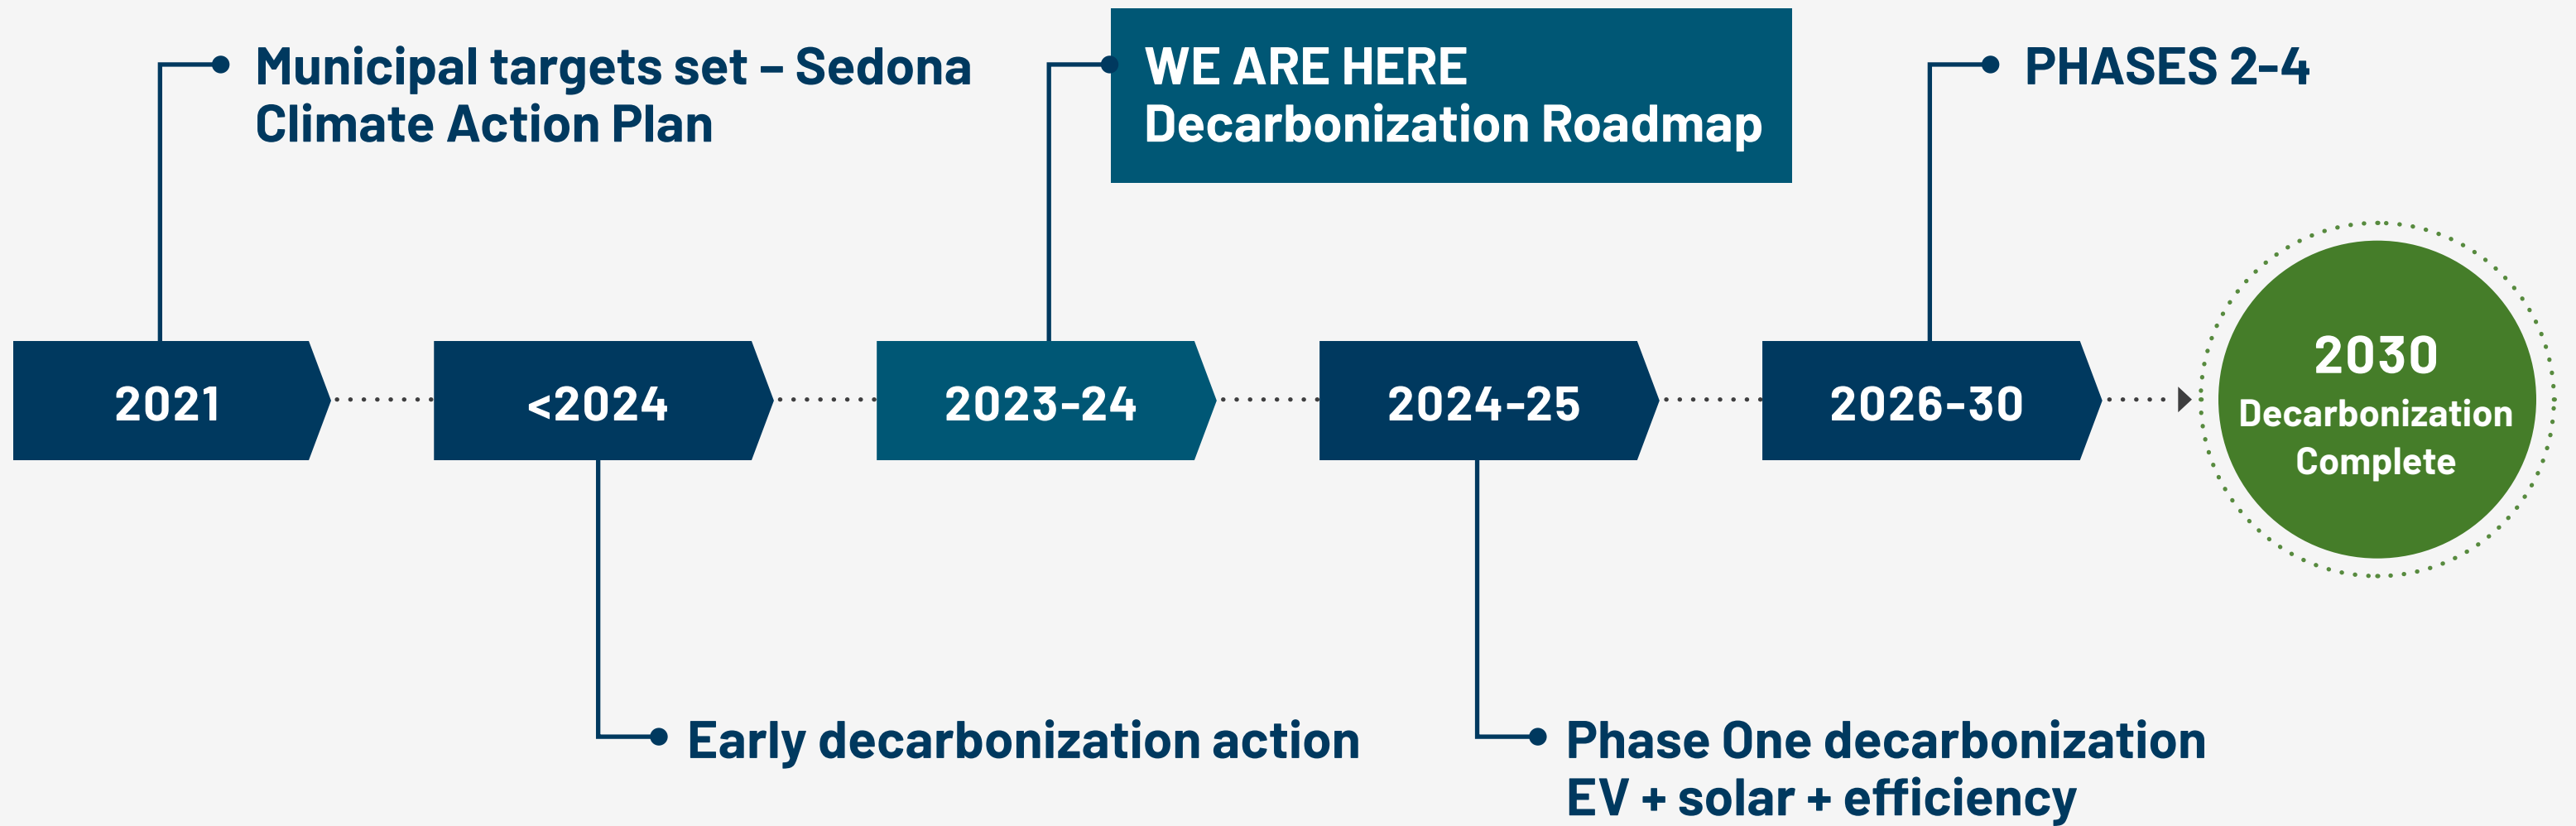 Municipal targets set – Sedona
Climate Action Plan
WE ARE HERE
Decarbonization Roadmap
PHASES 2-4
2021
<2024
2023-24
2024-25
2026-30
2030
Decarbonization
Complete
Early decarbonization action
Phase One decarbonization
EV + solar + efficiency